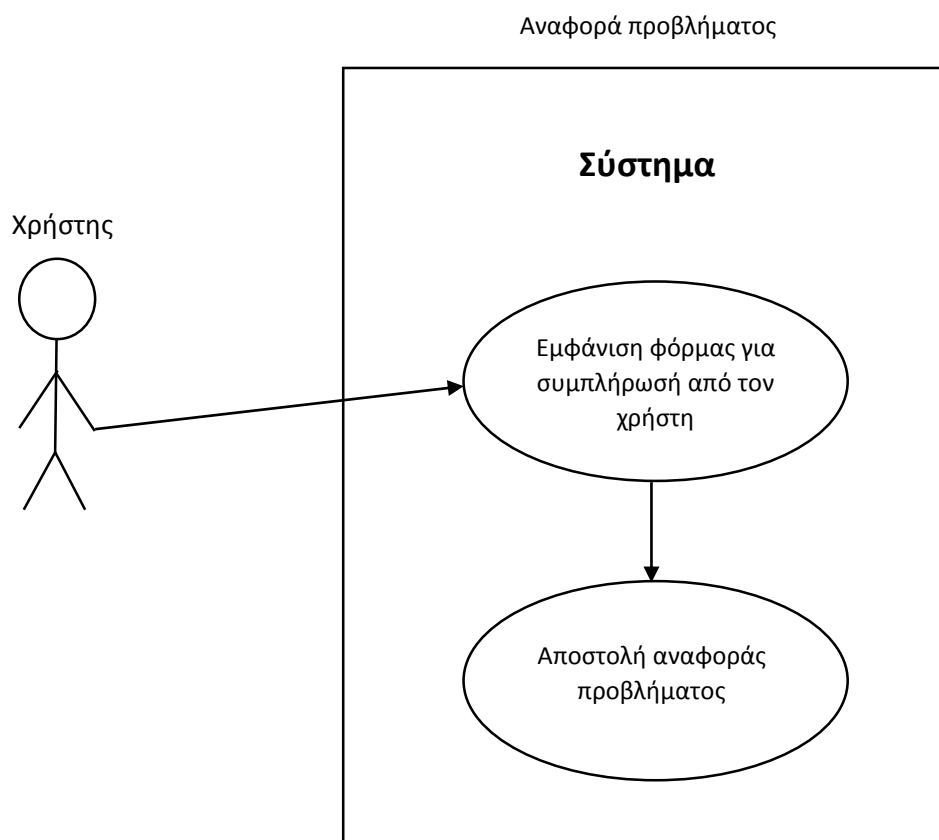 Αναφορά προβλήματος
Σύστημα
Χρήστης
Εμφάνιση φόρμας για
συμπλήρωσή από τον
χρήστη
Αποστολή αναφοράς
προβλήματος